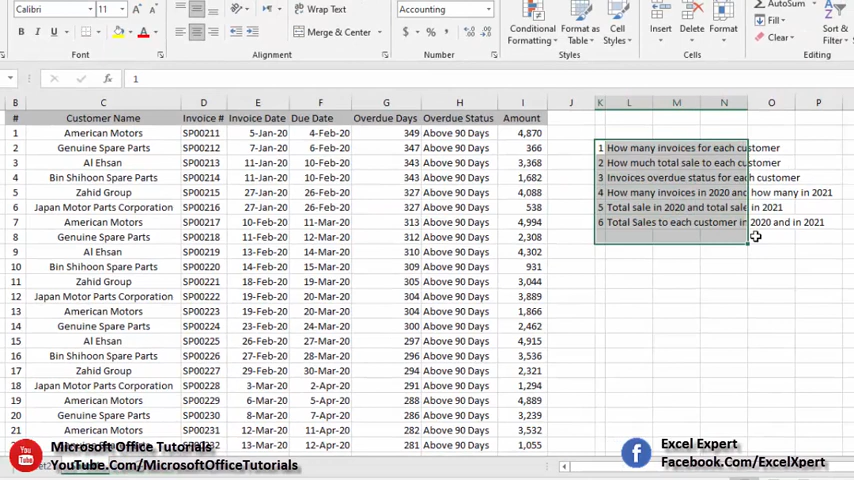 Calibri 11 A A Wrap Text Accounting AutoSum
B I U A $ % , Conditional Formatting Format as Table Cell Styles Insert Delete Format Fill Clear Sort & Filter
Font Alignment Number Styles Cells
fx 1
B C D E F G H I J K L M N O P
# Customer Name Invoice # Invoice Date Due Date Overdue Days Overdue Status Amount
1 American Motors SP00211 5-Jan-20 4-Feb-20 349 Above 90 Days 4,870
2 Genuine Spare Parts SP00212 7-Jan-20 6-Feb-20 347 Above 90 Days 366 1 How many invoices for each customer
3 Al Ehsan SP00213 11-Jan-20 10-Feb-20 343 Above 90 Days 3,368 2 How much total sale to each customer
4 Bin Shihoon Spare Parts SP00214 13-Jan-20 12-Feb-20 341 Above 90 Days 1,682 3 Invoices overdue status for each customer
5 Zahid Group SP00215 27-Jan-20 26-Feb-20 327 Above 90 Days 4,088 4 How many invoices in 2020 and how many in 2021
6 Japan Motor Parts Corporation SP00216 27-Jan-20 26-Feb-20 327 Above 90 Days 538 5 Total sale in 2020 and total sale in 2021
7 American Motors SP00217 10-Feb-20 11-Mar-20 313 Above 90 Days 4,994 6 Total Sales to each customer in 2020 and in 2021
8 Genuine Spare Parts SP00218 11-Feb-20 12-Mar-20 312 Above 90 Days 2,308
9 Al Ehsan SP00219 13-Feb-20 14-Mar-20 310 Above 90 Days 4,302
10 Bin Shihoon Spare Parts SP00220 14-Feb-20 15-Mar-20 309 Above 90 Days 931
11 Zahid Group SP00221 18-Feb-20 19-Mar-20 305 Above 90 Days 3,044
12 Japan Motor Parts Corporation SP00222 19-Feb-20 20-Mar-20 304 Above 90 Days 3,889
13 American Motors SP00223 19-Feb-20 20-Mar-20 304 Above 90 Days 1,866
14 Genuine Spare Parts SP00224 23-Feb-20 24-Mar-20 300 Above 90 Days 2,462
15 Al Ehsan SP00225 26-Feb-20 27-Mar-20 297 Above 90 Days 4,915
16 Bin Shihoon Spare Parts SP00226 27-Feb-20 28-Mar-20 296 Above 90 Days 3,536
17 Zahid Group SP00227 29-Feb-20 30-Mar-20 294 Above 90 Days 2,321
18 Japan Motor Parts Corporation SP00228 3-Mar-20 2-Apr-20 291 Above 90 Days 1,294
19 American Motors SP00229 6-Mar-20 5-Apr-20 288 Above 90 Days 4,889
20 Genuine Spare Parts SP00230 8-Mar-20 7-Apr-20 286 Above 90 Days 3,239
21 American Motors SP00231 12-Mar-20 11-Apr-20 282 Above 90 Days 3,532
13-Mar-20 12-Apr-20 281 Above 90 Days 1,055
You Tube
Microsoft Office Tutorials
YouTube.Com/MicrosoftOfficeTutorials
f Excel Expert
Facebook.Com/ExcelXpert